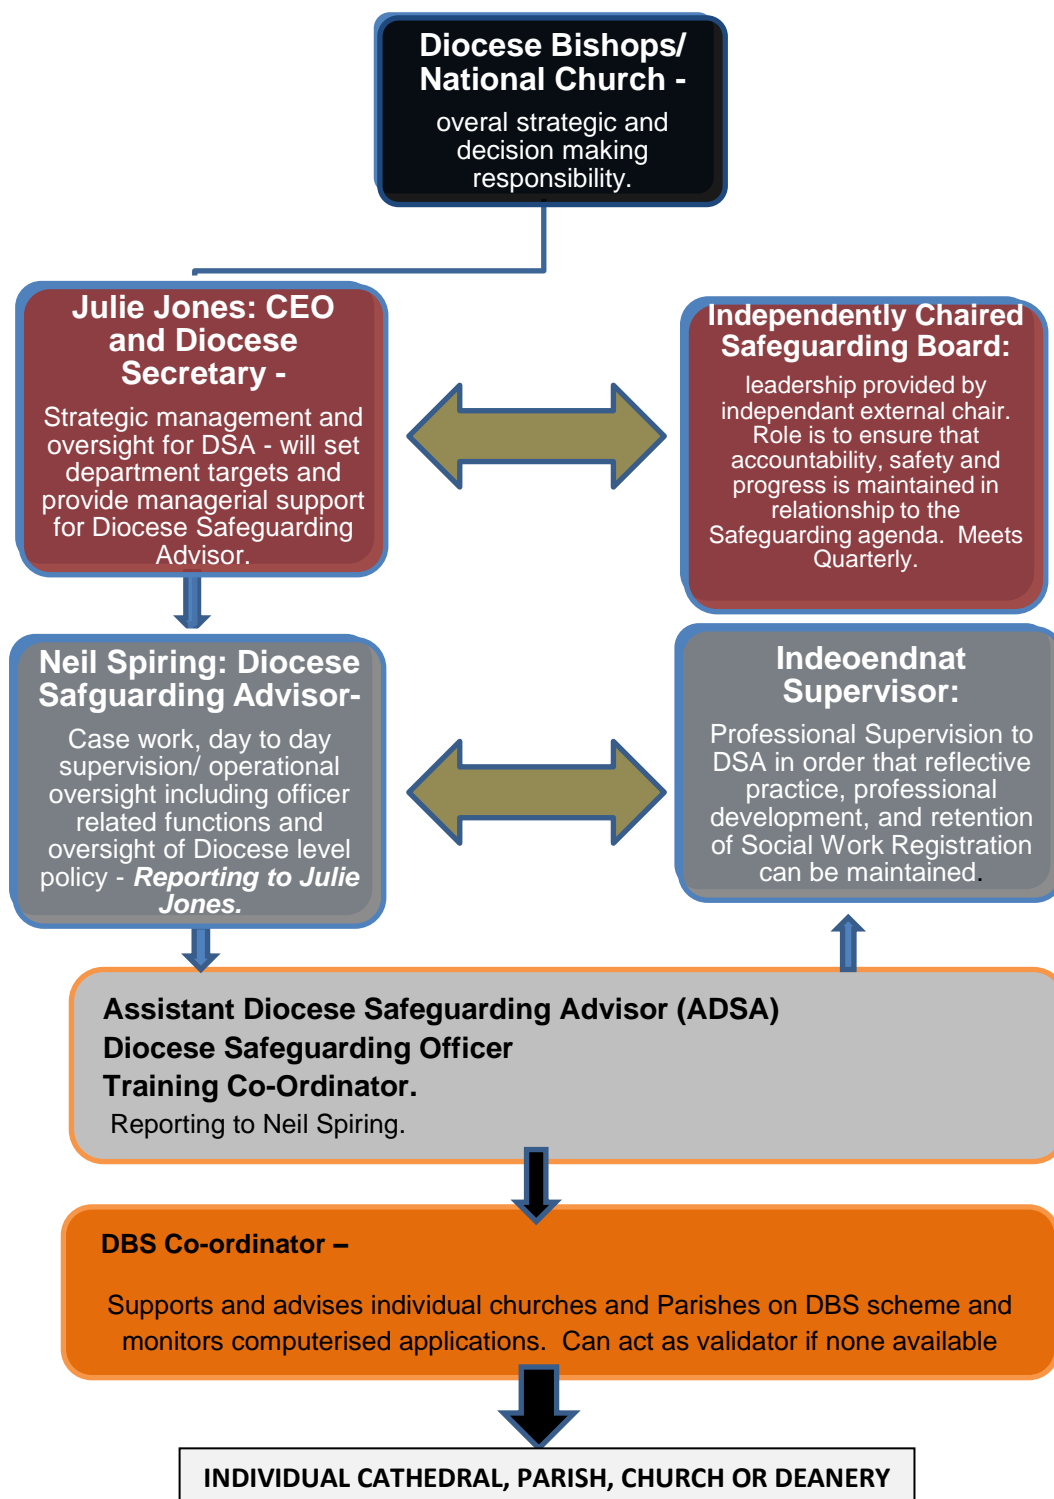 Diocese Bishops/
National Church -
overal strategic and
decision making
responsibility.
Julie Jones: CEO
and Diocese
Secretary -
Strategic management and
oversight for DSA - will set
department targets and
provide managerial support
for Diocese Safeguarding
Advisor.
Independently Chaired
Safeguarding Board:
leadership provided by
independant external chair.
Role is to ensure that
accountability, safety and
progress is maintained in
relationship to the
Safeguarding agenda.  Meets
Quarterly.
Neil Spiring: Diocese
Safguarding Advisor-
Case work, day to day
supervision/ operational
oversight including officer
related functions and
oversight of Diocese level
policy - Reporting to Julie
Jones.
Indeoendnat
Supervisor:
Professional Supervision to
DSA in order that reflective
practice, professional
development, and retention
of Social Work Registration
can be maintained.
Assistant Diocese Safeguarding Advisor (ADSA)
Diocese Safeguarding Officer
Training Co-Ordinator.
Reporting to Neil Spiring.
DBS Co-ordinator –
Supports and advises individual churches and Parishes on DBS scheme and
monitors computerised applications.  Can act as validator if none available
INDIVIDUAL CATHEDRAL, PARISH, CHURCH OR DEANERY